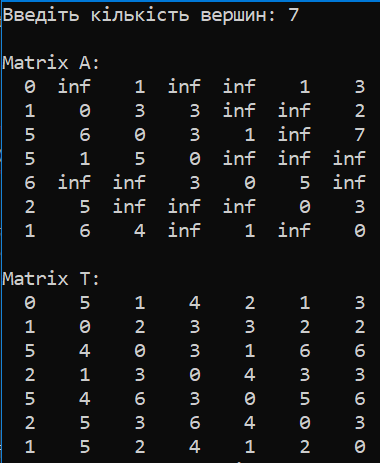 Введіть кількість вершин: 7
Matrix A:
0 inf 1 inf inf 1 3
1 0 3 3 inf inf 2
5 6 0 3 1 inf 7
5 1 5 0 inf inf inf
6 inf inf 3 0 5 inf
2 5 inf inf inf 0 3
1 6 4 inf 1 inf 0
Matrix T:
0 5 1 4 2 1 3
1 0 2 3 3 2 2
5 4 0 3 1 6 6
2 1 3 0 4 3 3
5 4 6 3 0 5 6
2 5 3 6 4 0 3
1 5 2 4 1 2 0